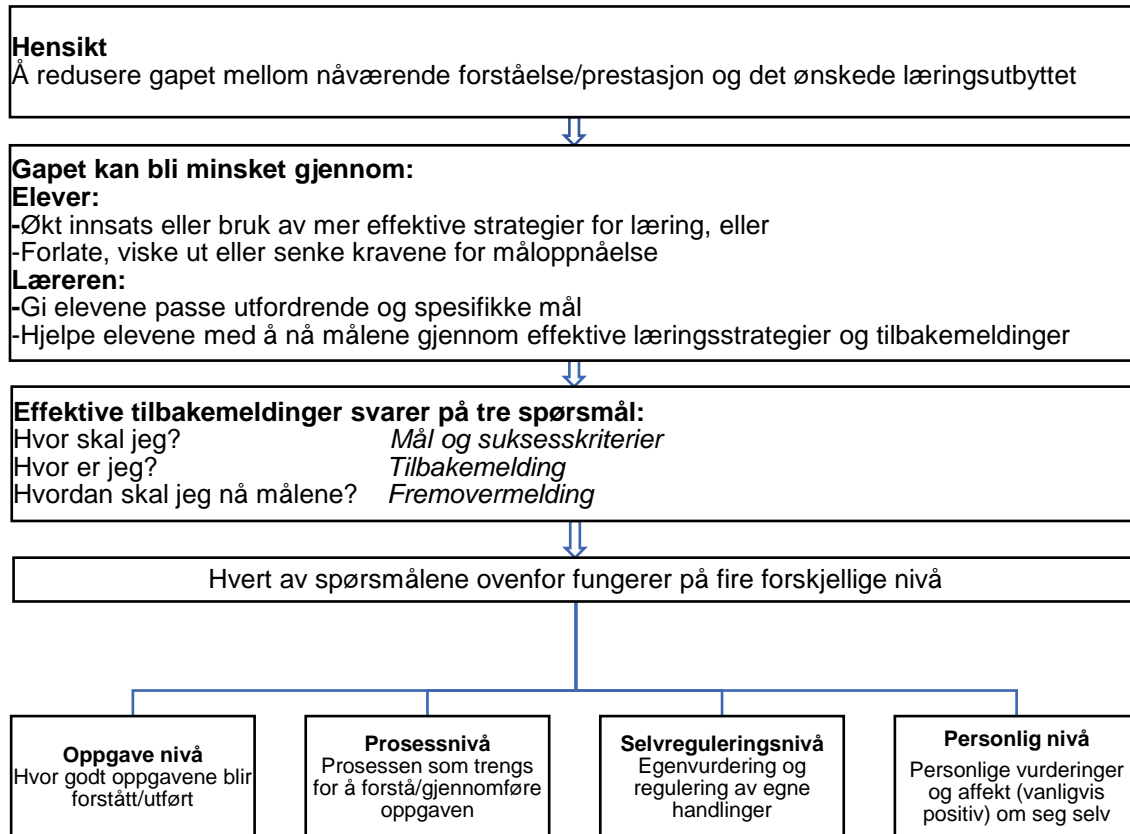 Hensikt
Å redusere gapet mellom nåværende forståelse/prestasjon og det ønskede læringsutbyttet
Gapet kan bli minsket gjennom:
Elever:
-Økt innsats eller bruk av mer effektive strategier for læring, eller
-Forlate, viske ut eller senke kravene for måloppnåelse
Læreren:
-Gi elevene passe utfordrende og spesifikke mål
-Hjelpe elevene med å nå målene gjennom effektive læringsstrategier og tilbakemeldinger
Effektive tilbakemeldinger svarer på tre spørsmål:
Hvor skal jeg? Mål og suksesskriterier
Hvor er jeg? Tilbakemelding
Hvordan skal jeg nå målene? Fremovermelding
Hvert av spørsmålene ovenfor fungerer på fire forskjellige nivå
Oppgave nivå
Hvor godt oppgavene blir
forstått/utført
Prosessnivå
Prosessen som trengs
for å forstå/gjennomføre
oppgaven
Selvreguleringsnivå
Egenvurdering og
regulering av egne
handlinger
Personlig nivå
Personlige vurderinger
og affekt (vanligvis
positiv) om seg selv